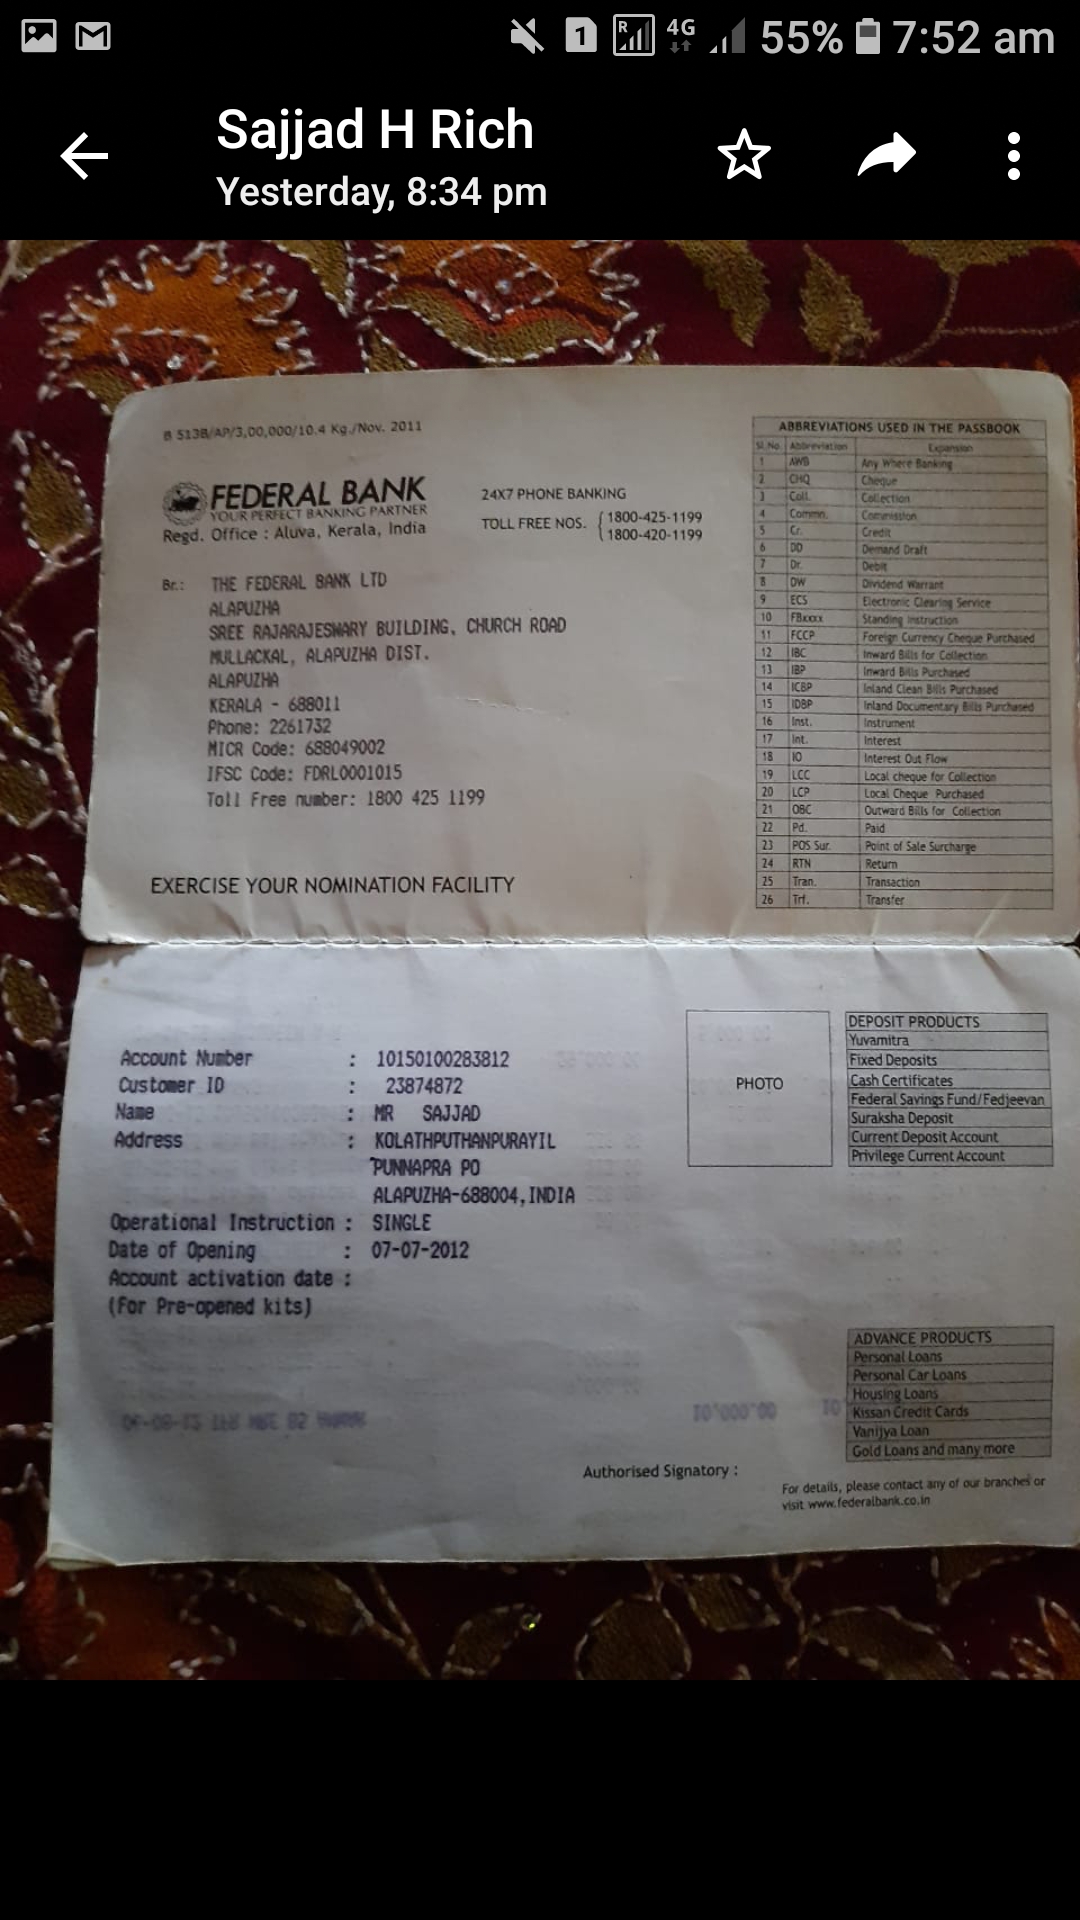 1 R 4G 55% 7:52 am
Sajjad H Rich
Yesterday, 8:34 pm
B 513B/AP/3,00,000/10.4 Kg./Nov. 2011
FEDERAL BANK
YOUR PERFECT BANKING PARTNER
Regd. Office : Aluva, Kerala, India
24X7 PHONE BANKING
TOLL FREE NOS. 1800-425-1199
1800-420-1199
Br.: THE FEDERAL BANK LTD
ALAPUZHA
SREE RAJARAJESWARY BUILDING, CHURCH ROAD
MULLACKAL, ALAPUZHA DIST.
ALAPUZHA
KERALA - 688011
Phone: 2261732
MICR Code: 688049002
IFSC Code: FDRL0001015
Toll Free number: 1800 425 1199
EXERCISE YOUR NOMINATION FACILITY
ABBREVIATIONS USED IN THE PASSBOOK
Sl.No. Abbreviation Expansion
1 AWB Any Where Banking
2 CHQ Cheque
3 Coll. Collection
4 Commn. Commission
5 Cr. Credit
6 DD Demand Draft
7 Dr. Debit
8 DW Dividend Warrant
9 ECS Electronic Clearing Service
10 FBxxxx Standing Instruction
11 FCCP Foreign Currency Cheque Purchased
12 IBC Inward Bills for Collection
13 IBP Inward Bills Purchased
14 ICBP Inland Clean Bills Purchased
15 IDBP Inland Documentary Bills Purchased
16 Inst. Instrument
17 Int. Interest
18 IO Interest Out Flow
19 LCC Local cheque for Collection
20 LCP Local Cheque Purchased
21 OBC Outward Bills for Collection
22 Pd. Paid
23 POS Sur. Point of Sale Surcharge
24 RTN Return
25 Tran. Transaction
26 Trf. Transfer
Account Number : 10150100283812
Customer ID : 23874872
Name : MR SAJJAD
Address : KOLATHPUTHANPURAYIL
PUNNAPRA PO
ALAPUZHA-688004,INDIA
Operational Instruction : SINGLE
Date of Opening : 07-07-2012
Account activation date :
(For Pre-opened kits)
PHOTO
DEPOSIT PRODUCTS
Yuvamitra
Fixed Deposits
Cash Certificates
Federal Savings Fund/Fedjeevan
Suraksha Deposit
Current Deposit Account
Privilege Current Account
ADVANCE PRODUCTS
Personal Loans
Personal Car Loans
Housing Loans
Kissan Credit Cards
Vanijya Loan
Gold Loans and many more
Authorised Signatory :
For details, please contact any of our branches or
visit www.federalbank.co.in